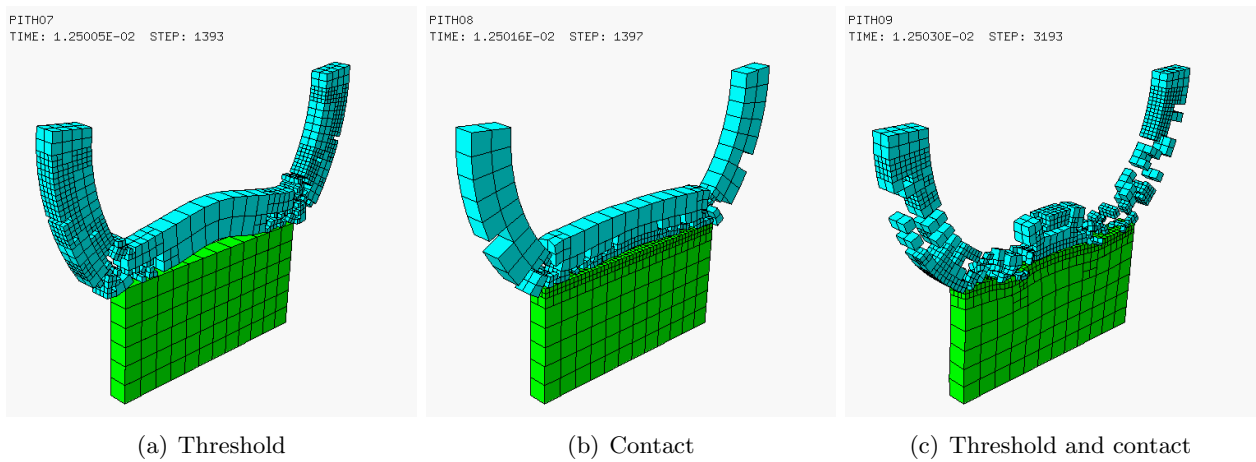 PITH07
TIME: 1.25005E-02 STEP: 1393
PITH08
TIME: 1.25016E-02 STEP: 1397
PITH09
TIME: 1.25030E-02 STEP: 3193
(a) Threshold
(b) Contact
(c) Threshold and contact